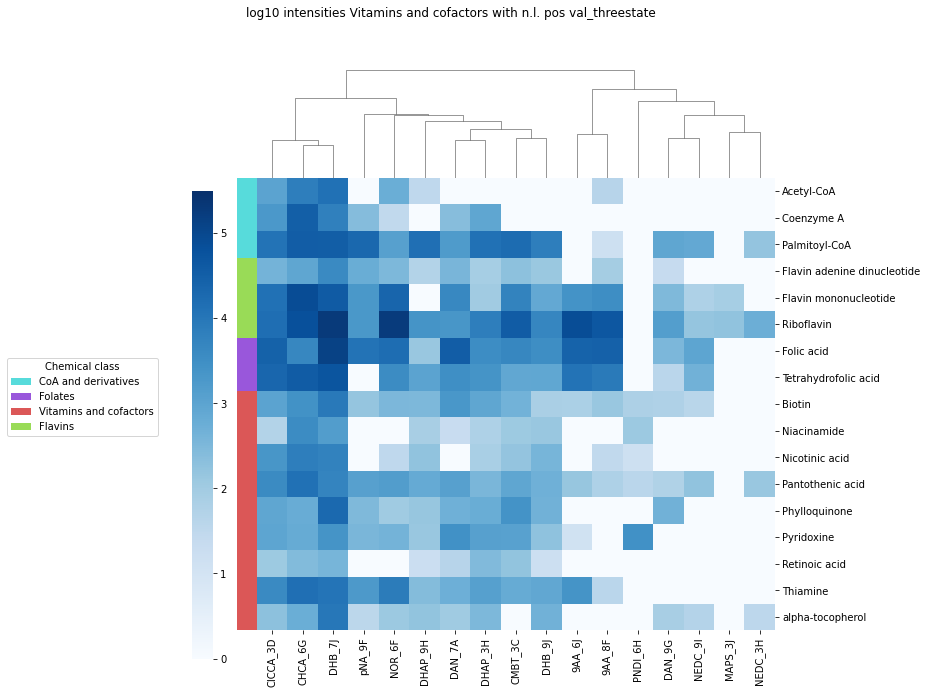 log10 intensities Vitamins and cofactors with n.l. pos val_threestate
Acetyl-CoA
Coenzyme A
Palmitoyl-CoA
Flavin adenine dinucleotide
Flavin mononucleotide
Riboflavin
Folic acid
Tetrahydrofolic acid
Biotin
Niacinamide
Nicotinic acid
Pantothenic acid
Phylloquinone
Pyridoxine
Retinoic acid
Thiamine
alpha-tocopherol
5
4
3
2
1
0
Chemical class
CoA and derivatives
Folates
Vitamins and cofactors
Flavins
CICCA_3D
CHCA_6G
DHB_7J
pNA_9F
NOR_6F
DHAP_9H
DAN_7A
DHAP_3H
CMBT_3C
DHB_9J
9AA_6J
9AA_8F
PNDI_6H
DAN_9G
NEDC_9I
MAPS_3J
NEDC_3H